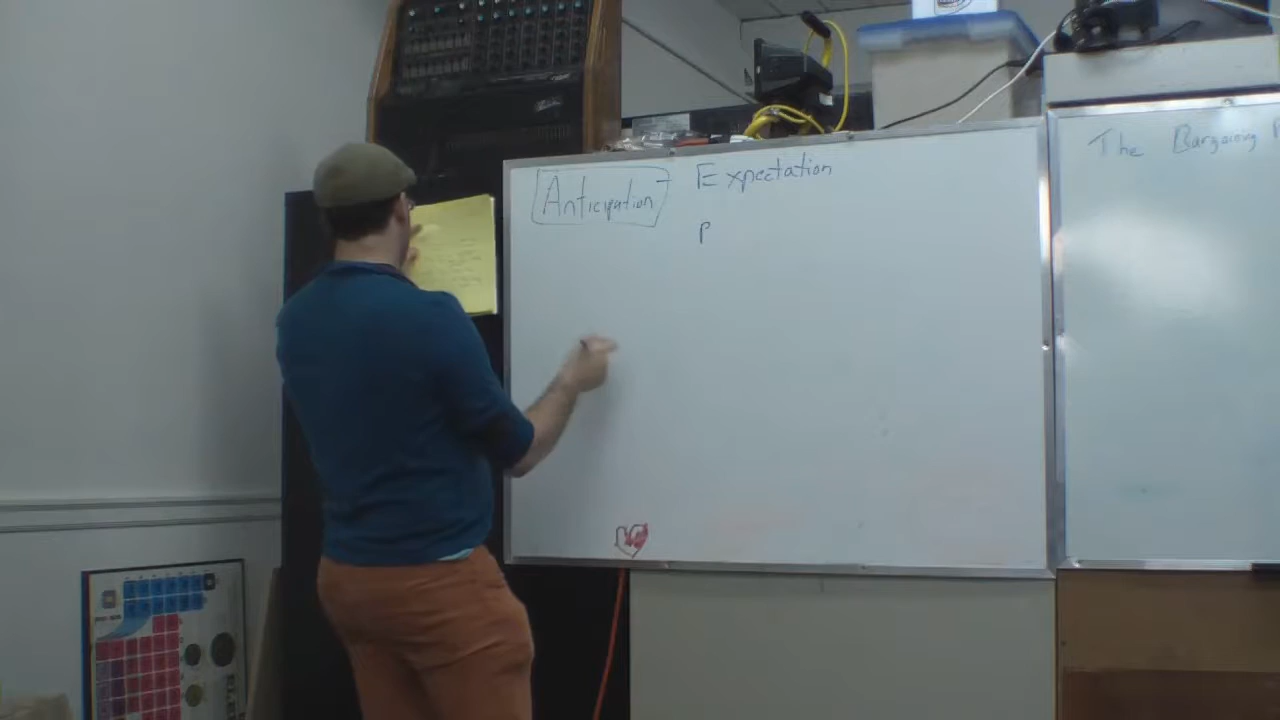 Anticipation
Expectation
P
The Bargaining P